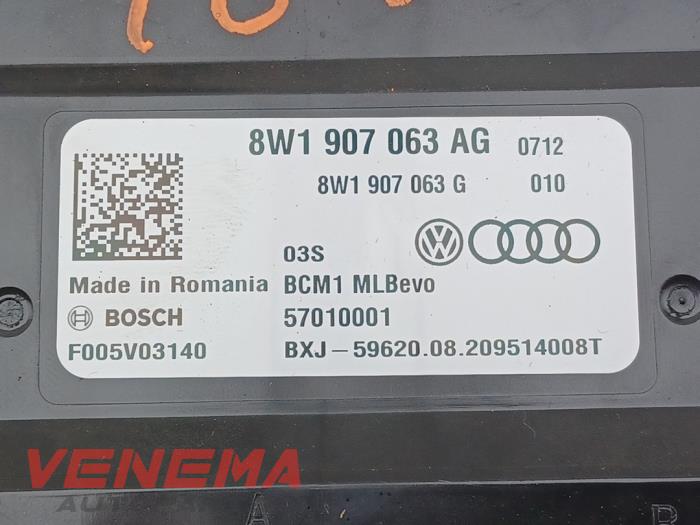 8W1 907 063 AG 0712
8W1 907 063 G 010
03S
Made in Romania BCM1 MLBevo
BOSCH 57010001
F005V03140 BXJ-59620.08.209514008T
VENEMA
A B